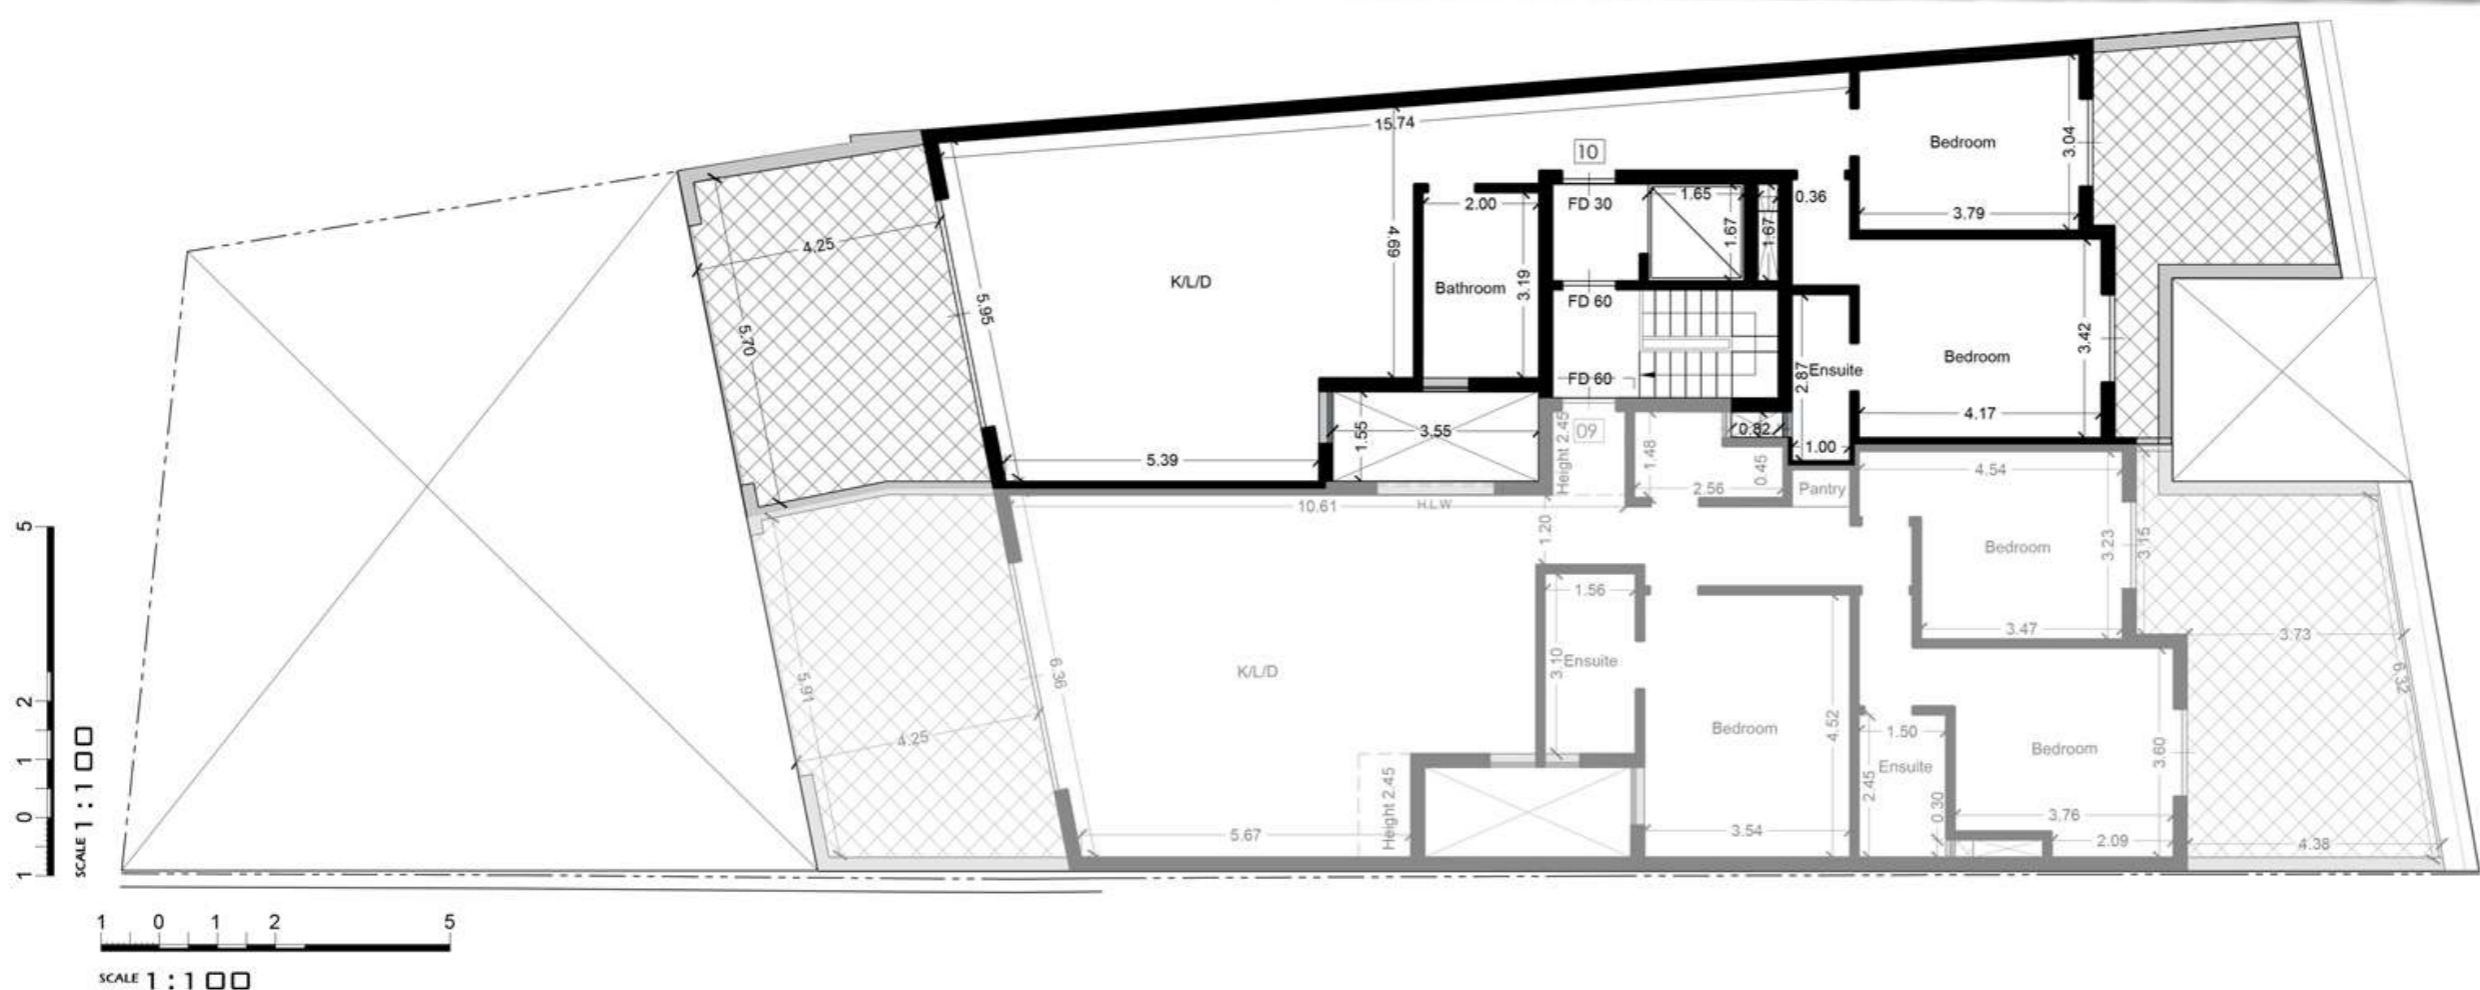 15.74
10
Bedroom
3.04
3.79
0.36
1.65
1.67
1.67
FD 30
2.00
4.69
Bathroom
3.19
K/L/D
4.25
5.70
5.95
FD 60
FD 60
Bedroom
3.42
4.17
Ensuite
2.87
1.00
0.82
1.55
3.55
5.39
09
Height 2.45
1.48
0.45
2.56
Pantry
4.54
10.61
H.L.W
1.20
Bedroom
3.23
3.15
3.47
3.73
6.32
1.56
3.10
Ensuite
K/L/D
6.36
5.91
4.25
Bedroom
4.52
3.54
1.50
Ensuite
2.45
0.30
Bedroom
3.60
3.76
2.09
4.38
Height 2.45
5.67
5
2
1
0
1
SCALE 1:100
1 0 1 2 5
SCALE 1:100